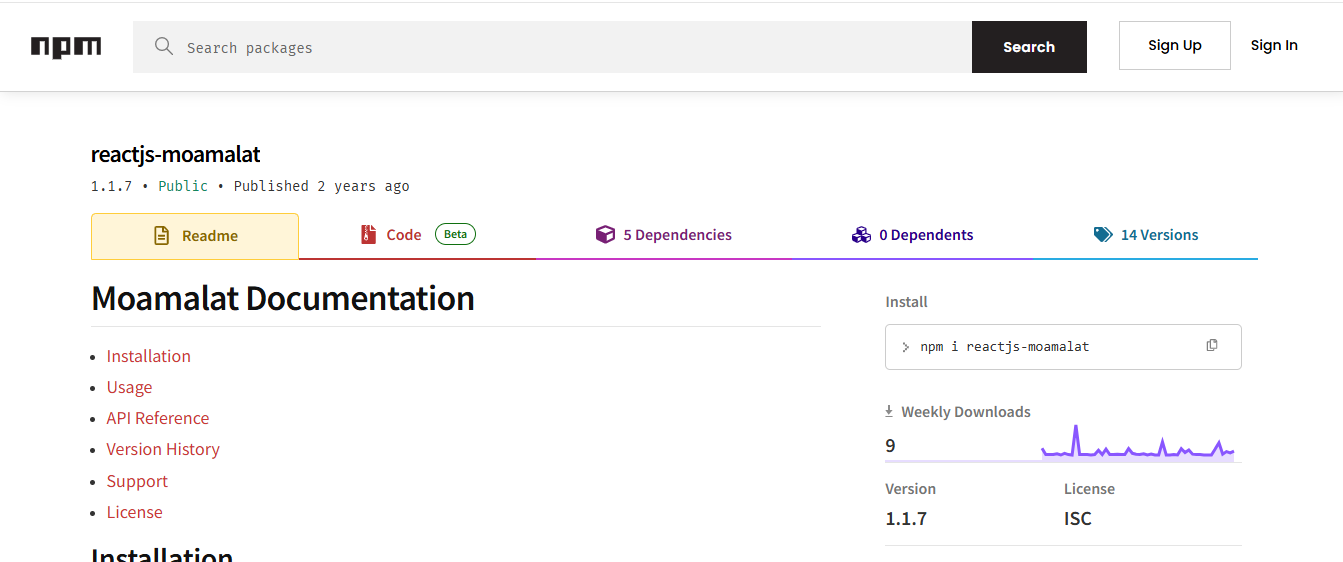 npm
Search packages
Search
Sign Up
Sign In
reactjs-moamalat
1.1.7 • Public • Published 2 years ago
Readme
Code Beta
5 Dependencies
0 Dependents
14 Versions
Moamalat Documentation
• Installation
• Usage
• API Reference
• Version History
• Support
• License
Installation
Install
npm i reactjs-moamalat
Weekly Downloads
9
Version
License
1.1.7
ISC